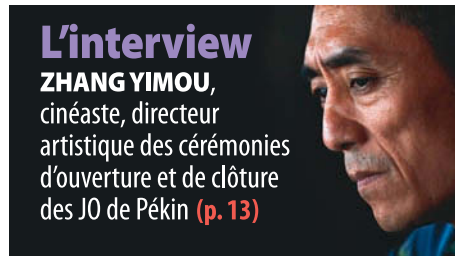 L'interview
ZHANG YIMOU,
cinéaste, directeur
artistique des cérémonies
d'ouverture et de clôture
des JO de Pékin (p. 13)